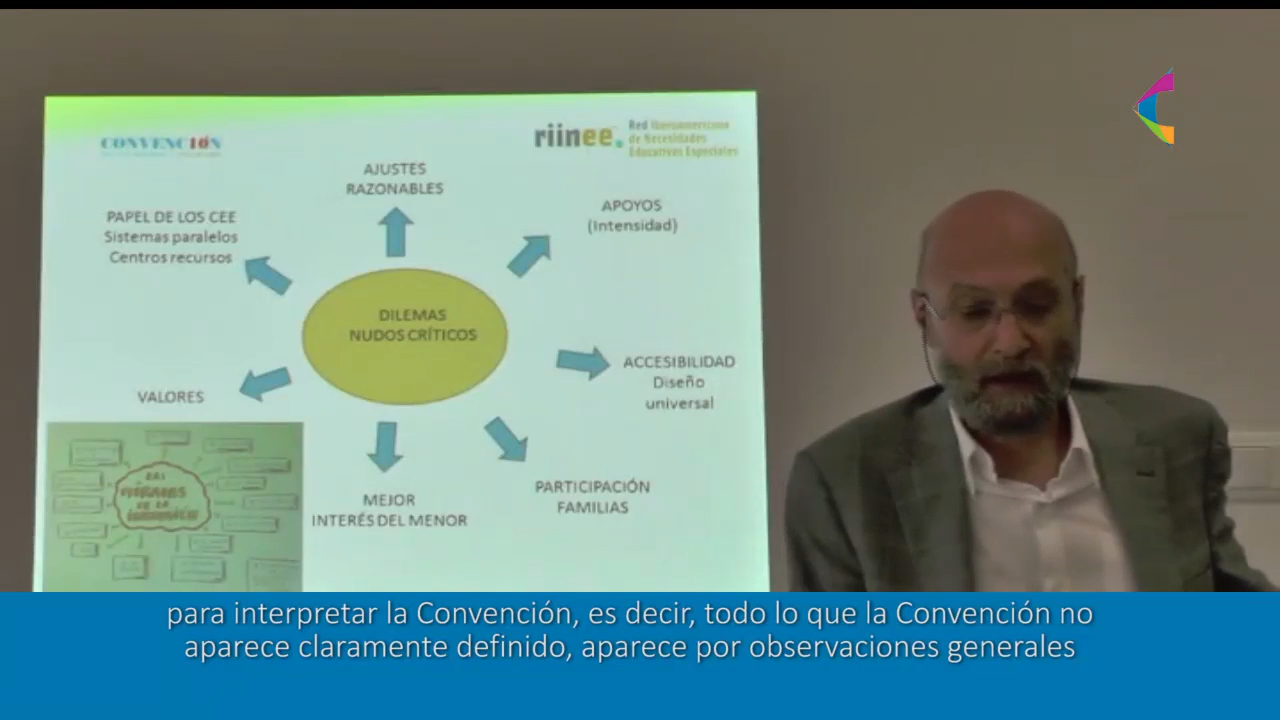 CONVENCIÓN
riinee.
Red Iberoamericana
de Necesidades
Educativas Especiales
AJUSTES
RAZONABLES
PAPEL DE LOS CEE
Sistemas paralelos
Centros recursos
APOYOS
(Intensidad)
DILEMAS
NUDOS CRÍTICOS
ACCESIBILIDAD
Diseño
universal
VALORES
MEJOR
INTERÉS DEL MENOR
PARTICIPACIÓN
FAMILIAS
para interpretar la Convención, es decir, todo lo que la Convención no
aparece claramente definido, aparece por observaciones generales